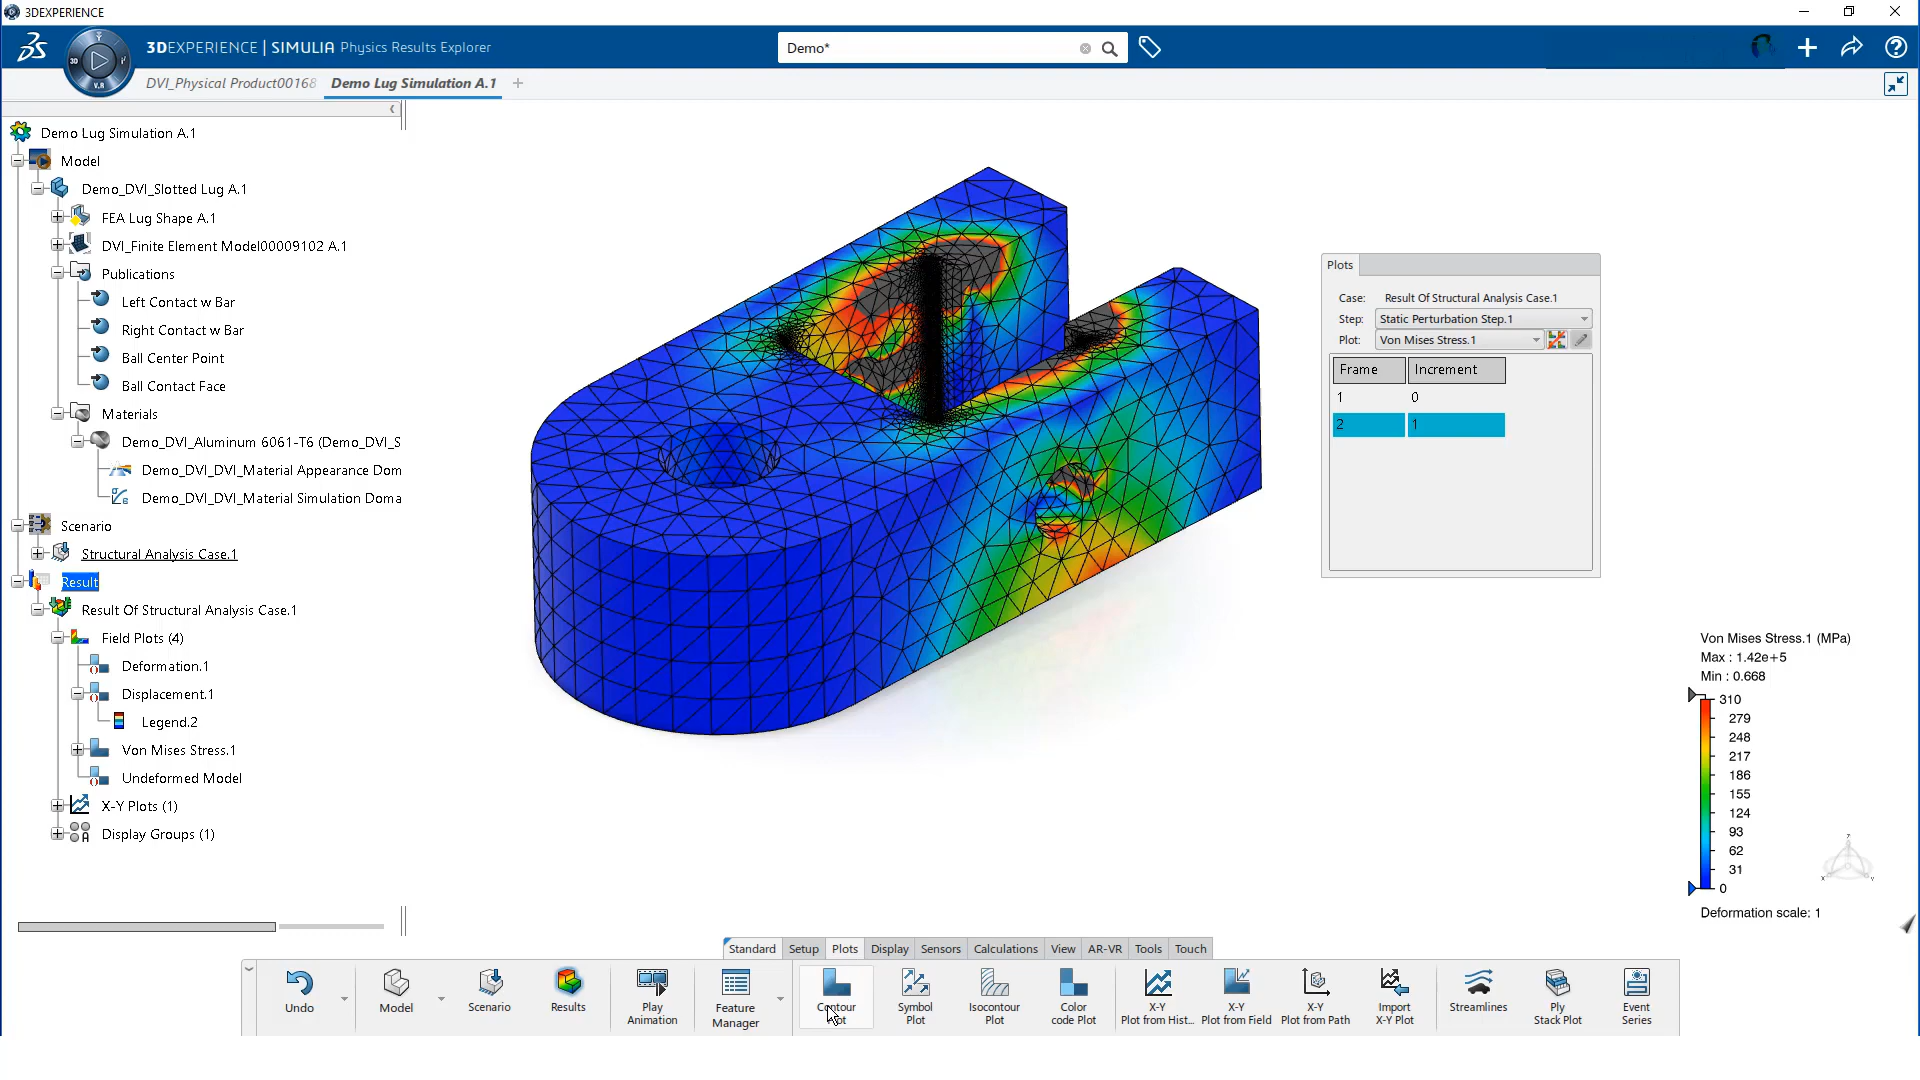 3DEXPERIENCE
3DEXPERIENCE | SIMULIA Physics Results Explorer
Demo*
3D
V.R
DVI_Physical Product00168
Demo Lug Simulation A.1
Demo Lug Simulation A.1
Model
Demo_DVI_Slotted Lug A.1
FEA Lug Shape A.1
DVI_Finite Element Model00009102 A.1
Publications
Left Contact w Bar
Right Contact w Bar
Ball Center Point
Ball Contact Face
Materials
Demo_DVI_Aluminum 6061-T6 (Demo_DVI_S
Demo_DVI_DVI_Material Appearance Dom
Demo_DVI_DVI_Material Simulation Doma
Scenario
Structural Analysis Case.1
Result
Result Of Structural Analysis Case.1
Field Plots (4)
Deformation.1
Displacement.1
Legend.2
Von Mises Stress.1
Undeformed Model
X-Y Plots (1)
Display Groups (1)
Plots
Case: Result Of Structural Analysis Case.1
Step: Static Perturbation Step.1
Plot: Von Mises Stress.1
Frame Increment
1 0
2 1
Von Mises Stress.1 (MPa)
Max : 1.42e+5
Min : 0.668
310
279
248
217
186
155
124
93
62
31
0
Deformation scale: 1
Standard Setup Plots Display Sensors Calculations View AR-VR Tools Touch
Undo
Model
Scenario
Results
Play
Animation
Feature
Manager
Contour
Plot
Symbol
Plot
Isocontour
Plot
Color
code Plot
X-Y
Plot from Hist...
X-Y
Plot from Field
X-Y
Plot from Path
Import
X-Y Plot
Streamlines
Ply
Stack Plot
Event
Series